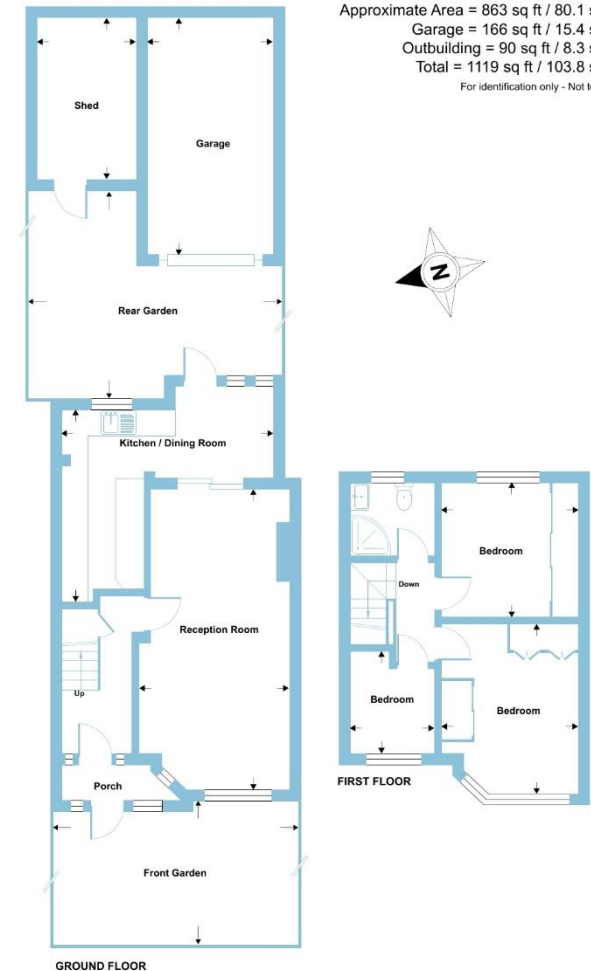 Approximate Area = 863 sq ft / 80.1 s
Garage = 166 sq ft / 15.4 s
Outbuilding = 90 sq ft / 8.3 s
Total = 1119 sq ft / 103.8 s
For identification only - Not t
Shed
Garage
N
Rear Garden
Kitchen / Dining Room
Reception Room
Up
Porch
Front Garden
GROUND FLOOR
Bedroom
Down
Bedroom
Bedroom
FIRST FLOOR